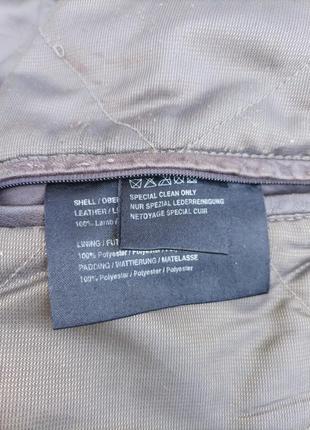 SPECIAL CLEAN ONLY
NUR SPEZIAL LEDERREINIGUNG
NETOYAGE SPECIAL CUIR
SHELL / OBE
LEATHER / L
100% Lamb /
LINING / FUT
100% Polyester / Polyester / Polyester
PADDING / WATTIERUNG / MATELASSE
100% Polyester / Polyester / Polyester